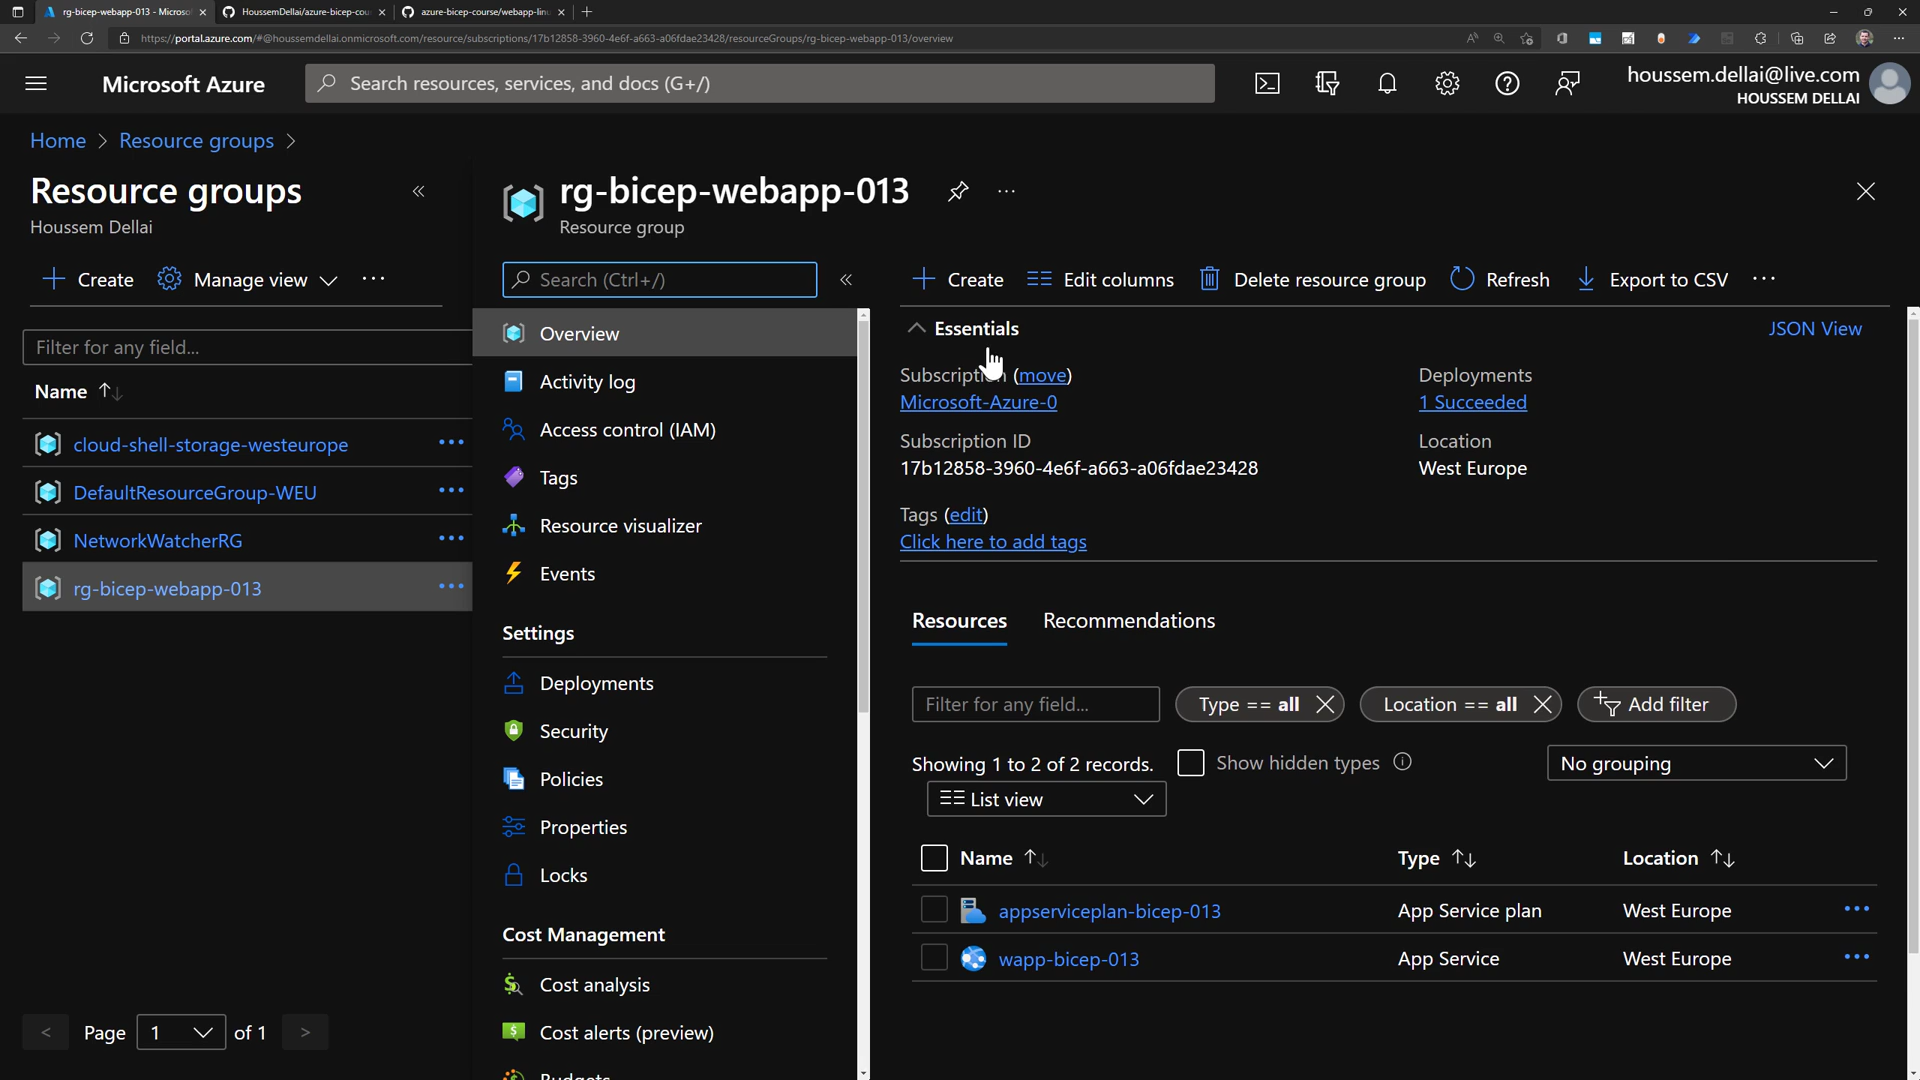 rg-bicep-webapp-013 - Microso
HoussemDellai/azure-bicep-cou
azure-bicep-course/webapp-lin
https://portal.azure.com/#@houssemdellai.onmicrosoft.com/resource/subscriptions/17b12858-3960-4e6f-a663-a06fdae23428/resourceGroups/rg-bicep-webapp-013/overview
Microsoft Azure
Search resources, services, and docs (G+/)
houssem.dellai@live.com
HOUSSEM DELLAI
Home > Resource groups >
Resource groups
Houssem Dellai
+ Create Manage view ...
Filter for any field...
Name
cloud-shell-storage-westeurope
DefaultResourceGroup-WEU
NetworkWatcherRG
rg-bicep-webapp-013
< Page 1 of 1 >
rg-bicep-webapp-013
Resource group
Search (Ctrl+/)
Overview
Activity log
Access control (IAM)
Tags
Resource visualizer
Events
Settings
Deployments
Security
Policies
Properties
Locks
Cost Management
Cost analysis
Cost alerts (preview)
Budgets
+ Create Edit columns Delete resource group Refresh Export to CSV ...
Essentials
JSON View
Subscription (move)
Microsoft-Azure-0
Deployments
1 Succeeded
Subscription ID
17b12858-3960-4e6f-a663-a06fdae23428
Location
West Europe
Tags (edit)
Click here to add tags
Resources Recommendations
Filter for any field... Type == all Location == all Add filter
Showing 1 to 2 of 2 records. Show hidden types No grouping
List view
Name Type Location
appserviceplan-bicep-013 App Service plan West Europe
wapp-bicep-013 App Service West Europe